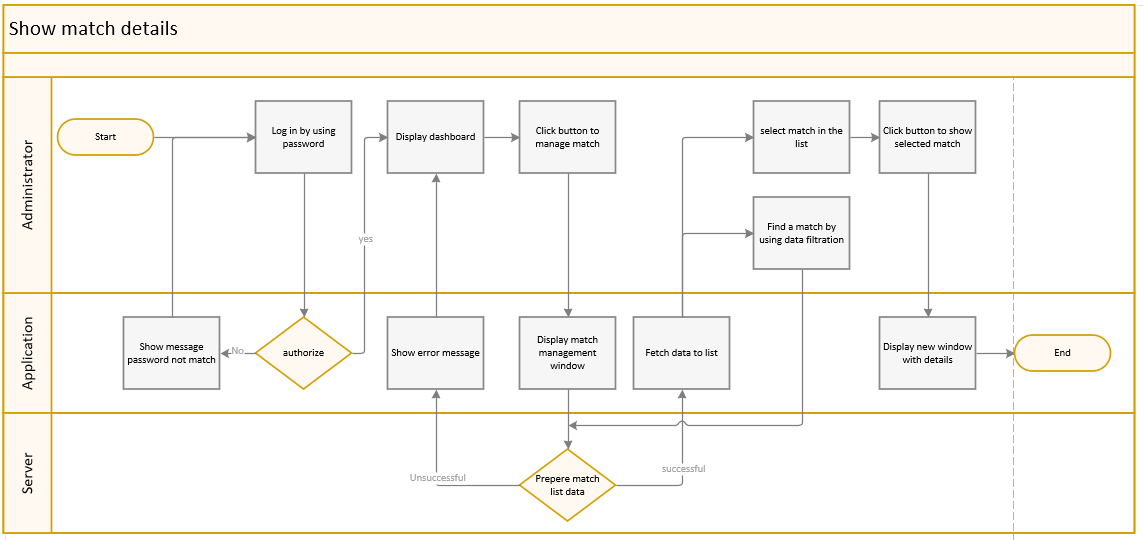 Show match details
Administrator
Start
Log in by using
password
Display dashboard
Click button to
manage match
select match in the
list
Click button to show
selected match
yes
Find a match by
using data filtration
Application
Show message
password not match
No
authorize
Show error message
Display match
management
window
Fetch data to list
Display new window
with details
End
Server
Unsuccessful
Prepere match
list data
successful